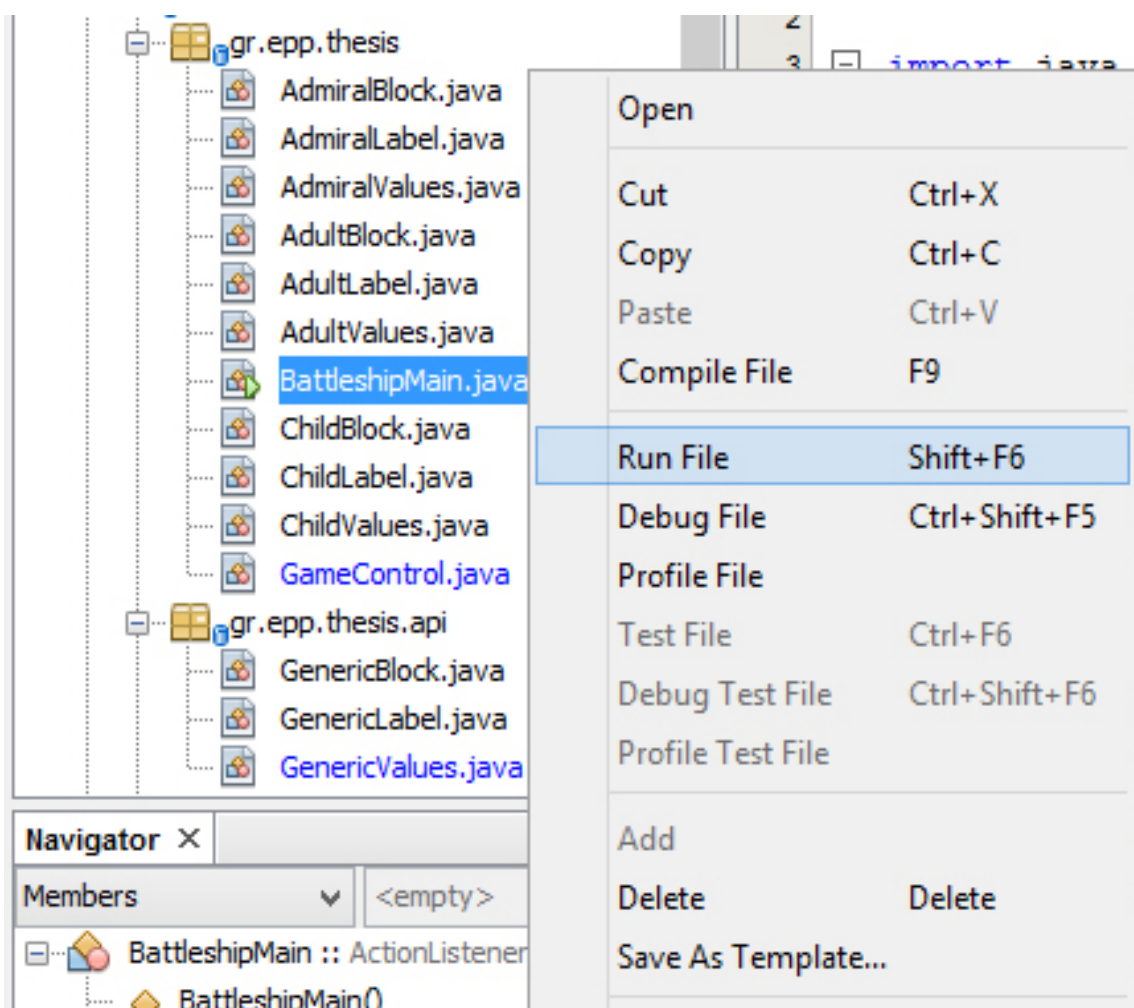 gr.epp.thesis
AdmiralBlock.java
AdmiralLabel.java
AdmiralValues.java
AdultBlock.java
AdultLabel.java
AdultValues.java
BattleshipMain.java
ChildBlock.java
ChildLabel.java
ChildValues.java
GameControl.java
gr.epp.thesis.api
GenericBlock.java
GenericLabel.java
GenericValues.java
Navigator
Members
<empty>
BattleshipMain :: ActionListener
BattleshipMain()
2
3 import java
Open
Cut Ctrl+X
Copy Ctrl+C
Paste Ctrl+V
Compile File F9
Run File Shift+F6
Debug File Ctrl+Shift+F5
Profile File
Test File Ctrl+F6
Debug Test File Ctrl+Shift+F6
Profile Test File
Add
Delete Delete
Save As Template...